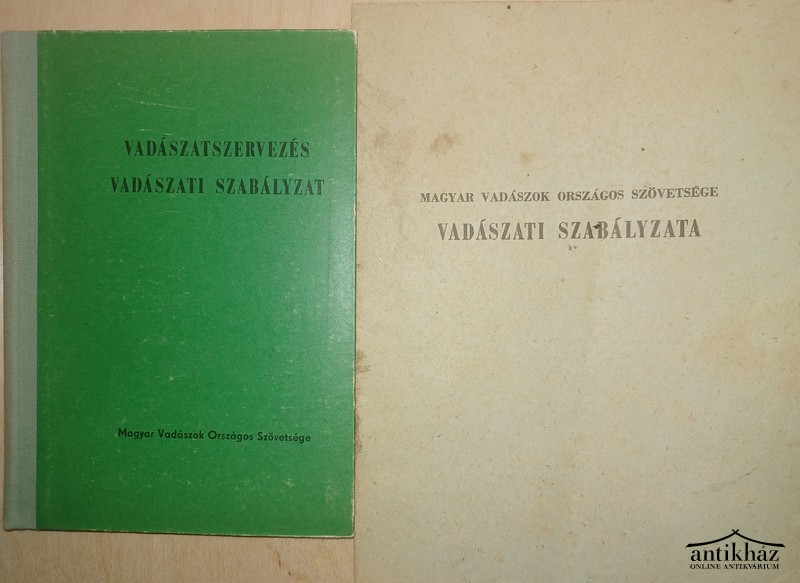 VADÁSZATSZERVEZÉS
VADÁSZATI SZABÁLYZAT
Magyar Vadászok Országos Szövetsége
MAGYAR VADÁSZOK ORSZÁGOS SZÖVETSÉGE
VADÁSZATI SZABÁLYZATA
antikház
ONLINE ANTIKVÁRIUM